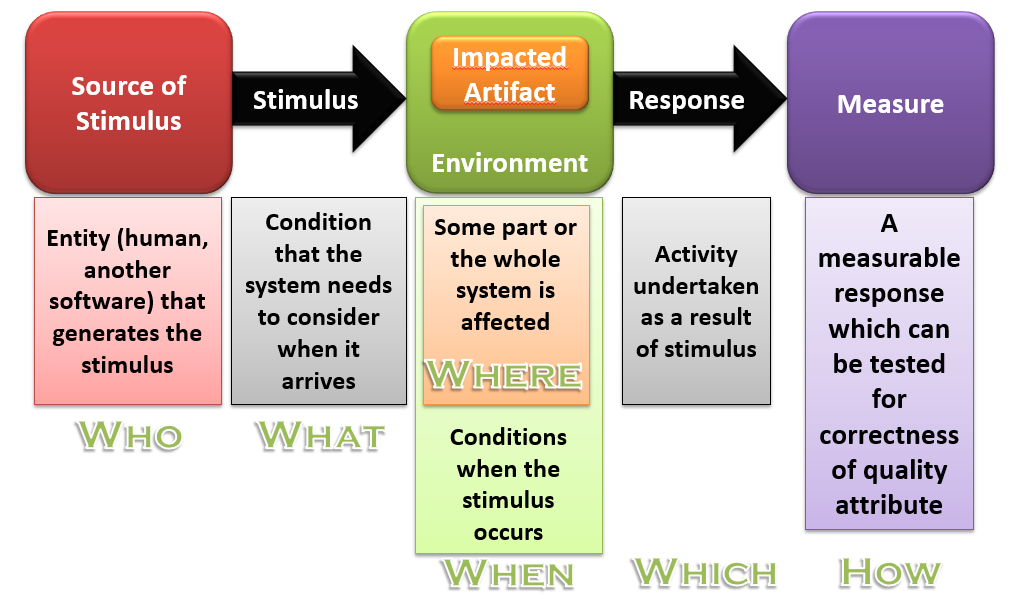 Source of
Stimulus
Stimulus
Impacted
Artifact
Environment
Response
Measure
Entity (human,
another
software) that
generates the
stimulus
WHO
Condition
that the
system needs
to consider
when it
arrives
WHAT
Some part or
the whole
system is
affected
WHERE
Conditions
when the
stimulus
occurs
WHEN
Activity
undertaken
as a result
of stimulus
WHICH
A
measurable
response
which can
be tested
for
correctness
of quality
attribute
HOW